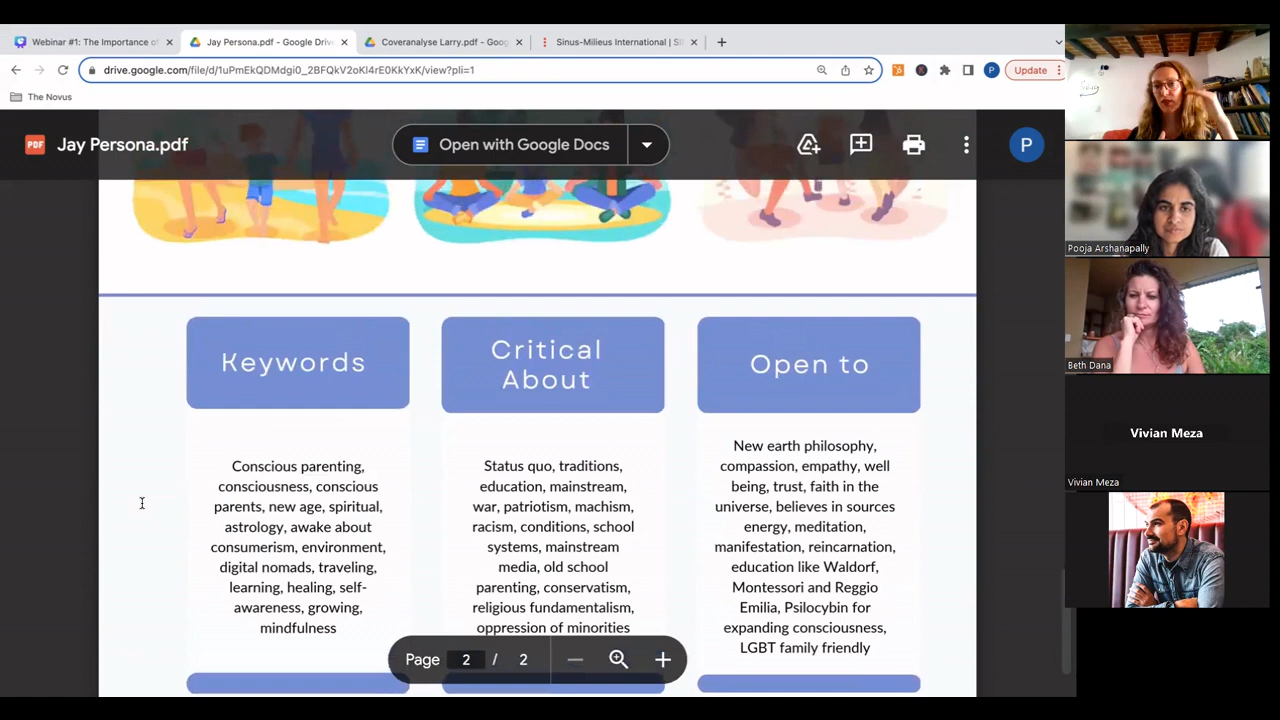 Webinar #1: The Importance of
Jay Persona.pdf - Google Drive
Coveranalyse Larry.pdf - Goog
Sinus-Milieus International | SI
drive.google.com/file/d/1uPmEkQDMdgi0_2BFQkV2oKl4rE0KkYxK/view?pli=1
P
Update
The Novus
PDF
Jay Persona.pdf
Open with Google Docs
P
Keywords
Conscious parenting,
consciousness, conscious
parents, new age, spiritual,
astrology, awake about
consumerism, environment,
digital nomads, traveling,
learning, healing, self-
awareness, growing,
mindfulness
Critical
About
Status quo, traditions,
education, mainstream,
war, patriotism, machism,
racism, conditions, school
systems, mainstream
media, old school
parenting, conservatism,
religious fundamentalism,
oppression of minorities
Open to
New earth philosophy,
compassion, empathy, well
being, trust, faith in the
universe, believes in sources
energy, meditation,
manifestation, reincarnation,
education like Waldorf,
Montessori and Reggio
Emilia, Psilocybin for
expanding consciousness,
LGBT family friendly
Page 2 / 2
Pooja Arshanapally
Beth Dana
Vivian Meza
Vivian Meza